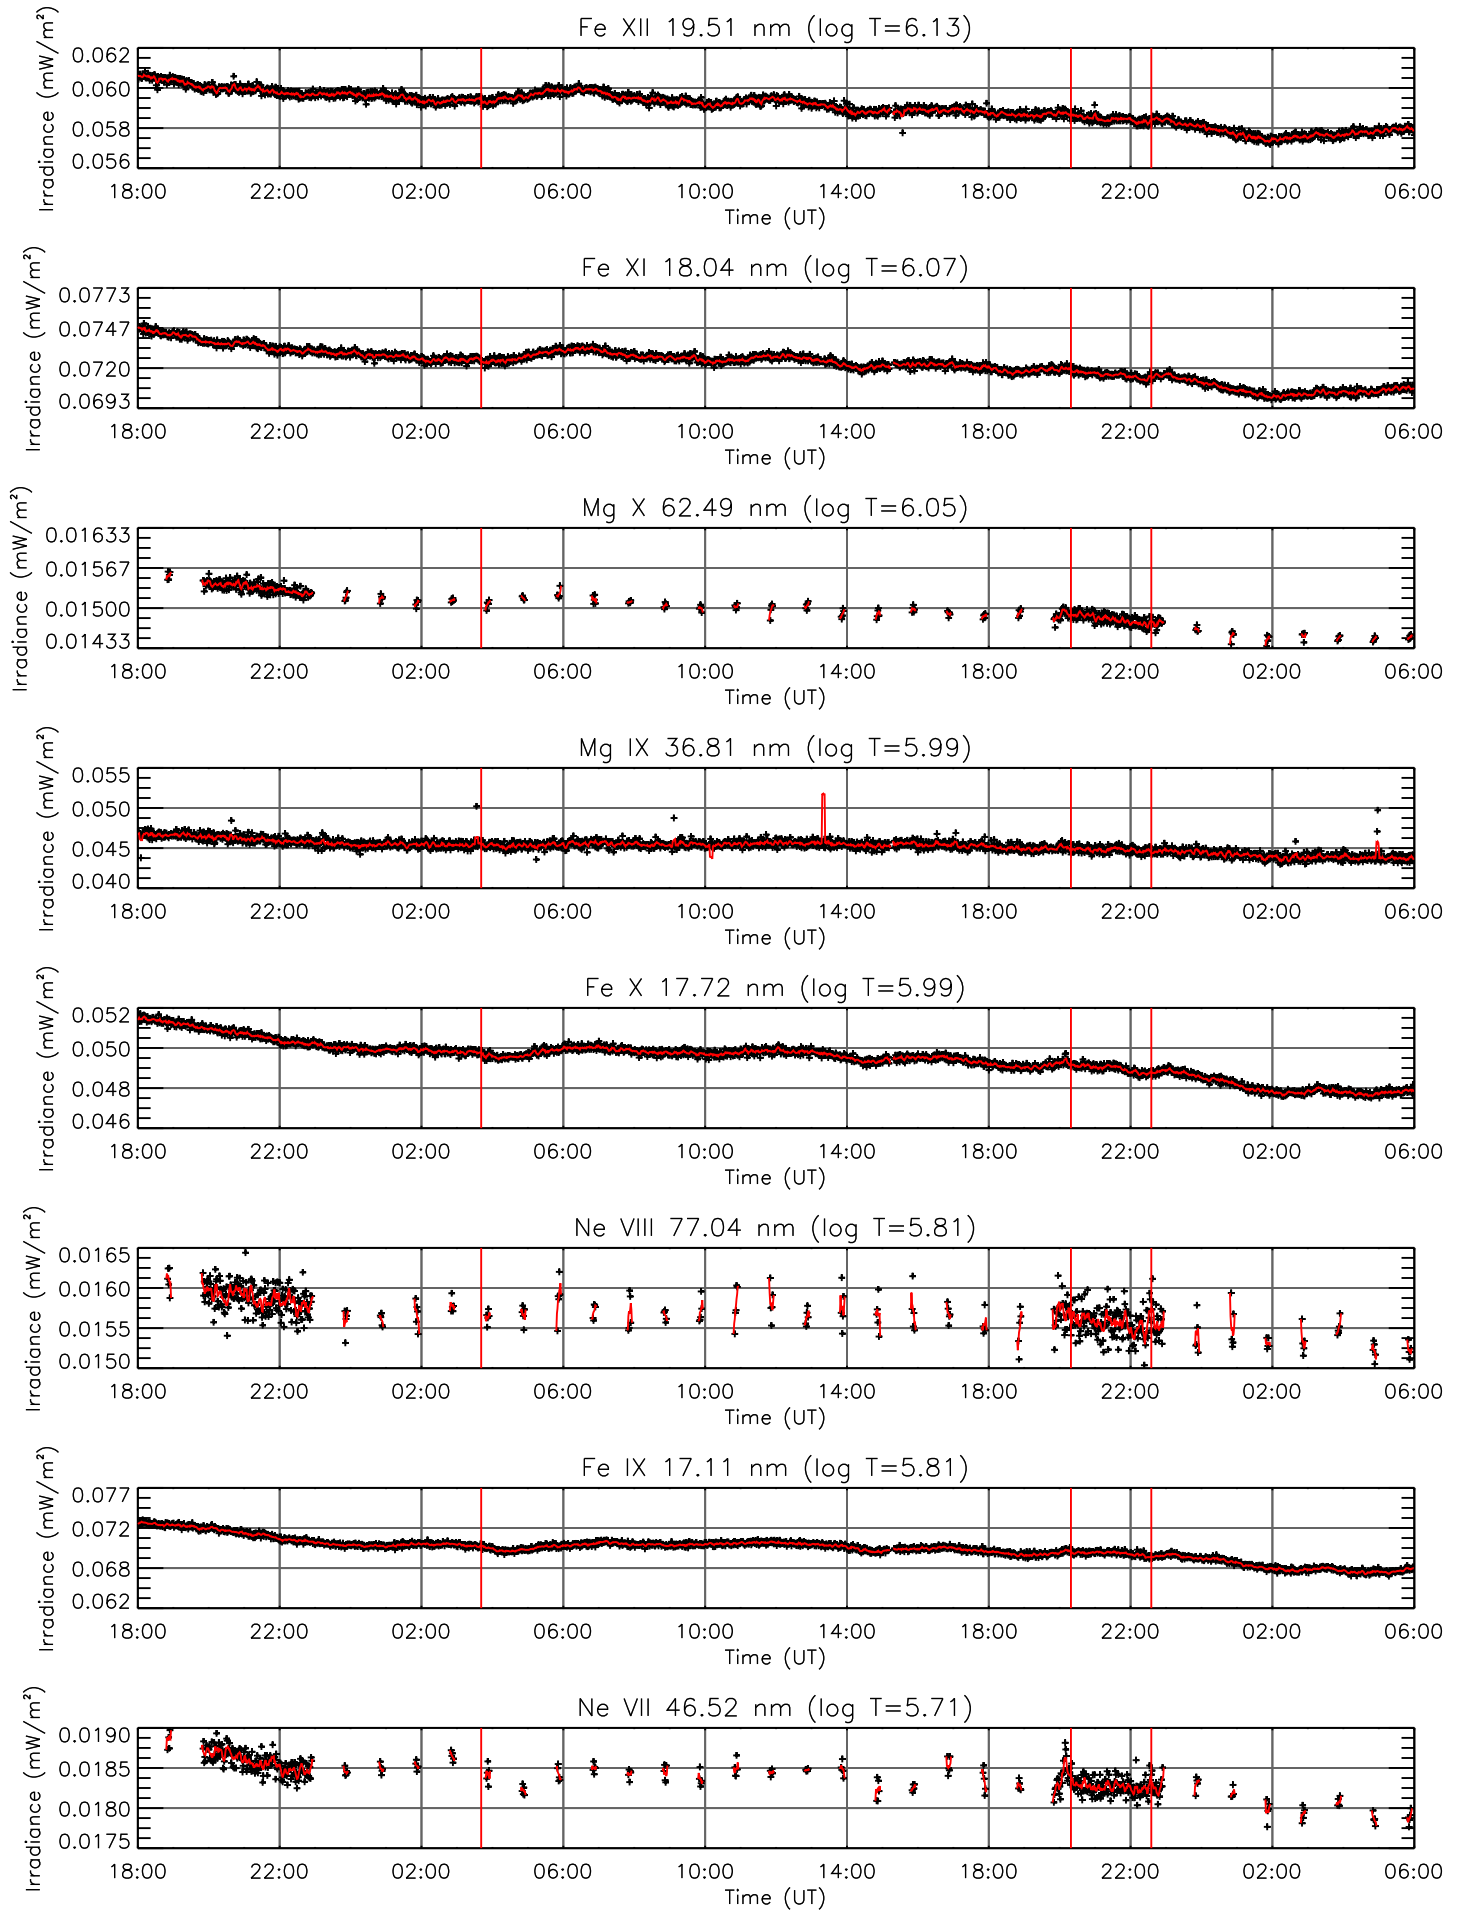 Fe XII 19.51 nm (log T=6.13)
Irradiance (mW/m²)
0.062
0.060
0.058
0.056
18:00 22:00 02:00 06:00 10:00 14:00 18:00 22:00 02:00 06:00
Time (UT)
Fe XI 18.04 nm (log T=6.07)
Irradiance (mW/m²)
0.0773
0.0747
0.0720
0.0693
18:00 22:00 02:00 06:00 10:00 14:00 18:00 22:00 02:00 06:00
Time (UT)
Mg X 62.49 nm (log T=6.05)
Irradiance (mW/m²)
0.01633
0.01567
0.01500
0.01433
18:00 22:00 02:00 06:00 10:00 14:00 18:00 22:00 02:00 06:00
Time (UT)
Mg IX 36.81 nm (log T=5.99)
Irradiance (mW/m²)
0.055
0.050
0.045
0.040
18:00 22:00 02:00 06:00 10:00 14:00 18:00 22:00 02:00 06:00
Time (UT)
Fe X 17.72 nm (log T=5.99)
Irradiance (mW/m²)
0.052
0.050
0.048
0.046
18:00 22:00 02:00 06:00 10:00 14:00 18:00 22:00 02:00 06:00
Time (UT)
Ne VIII 77.04 nm (log T=5.81)
Irradiance (mW/m²)
0.0165
0.0160
0.0155
0.0150
18:00 22:00 02:00 06:00 10:00 14:00 18:00 22:00 02:00 06:00
Time (UT)
Fe IX 17.11 nm (log T=5.81)
Irradiance (mW/m²)
0.077
0.072
0.068
0.062
18:00 22:00 02:00 06:00 10:00 14:00 18:00 22:00 02:00 06:00
Time (UT)
Ne VII 46.52 nm (log T=5.71)
Irradiance (mW/m²)
0.0190
0.0185
0.0180
0.0175
18:00 22:00 02:00 06:00 10:00 14:00 18:00 22:00 02:00 06:00
Time (UT)